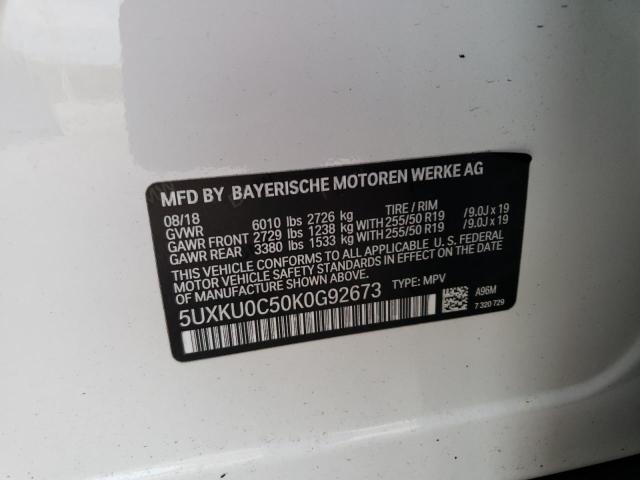 MFD BY BAYERISCHE MOTOREN WERKE AG
08/18 TIRE / RIM
GVWR 6010 lbs 2726 kg
GAWR FRONT 2729 lbs 1238 kg WITH 255/50 R19 /9.0J x 19
GAWR REAR 3380 lbs 1533 kg WITH 255/50 R19 /9.0J x 19
THIS VEHICLE CONFORMS TO ALL APPLICABLE U. S. FEDERAL
MOTOR VEHICLE SAFETY STANDARDS IN EFFECT ON THE DATE OF
MANUFACTURE SHOWN ABOVE.
5UXKU0C50K0G92673 TYPE: MPV A96M
7 320 729